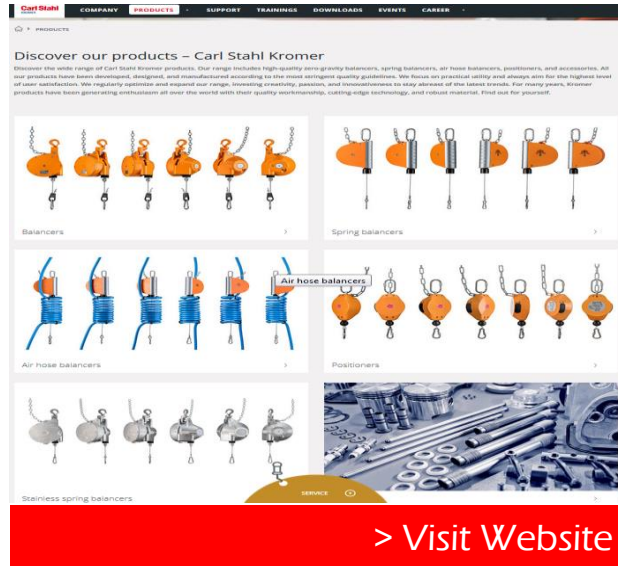 Carl Stahl
KROMER
COMPANY PRODUCTS SUPPORT TRAININGS DOWNLOADS EVENTS CAREER
PRODUCTS
Discover our products – Carl Stahl Kromer
Discover the wide range of Carl Stahl Kromer products. Our range includes high-quality zero-gravity balancers, spring balancers, air hose balancers, positioners, and accessories. All
our products have been developed, designed, and manufactured according to the most stringent quality guidelines. We focus on practical utility and always aim for the highest level
of user satisfaction. We regularly optimize and expand our range, investing creativity, passion, and innovativeness to stay abreast of the latest trends. For many years, Kromer
products have been generating enthusiasm all over the world with their quality workmanship, cutting-edge technology, and robust material. Find out for yourself.
Balancers >
Spring balancers >
Air hose balancers
Air hose balancers >
Positioners >
Stainless spring balancers
SERVICE
>
> Visit Website